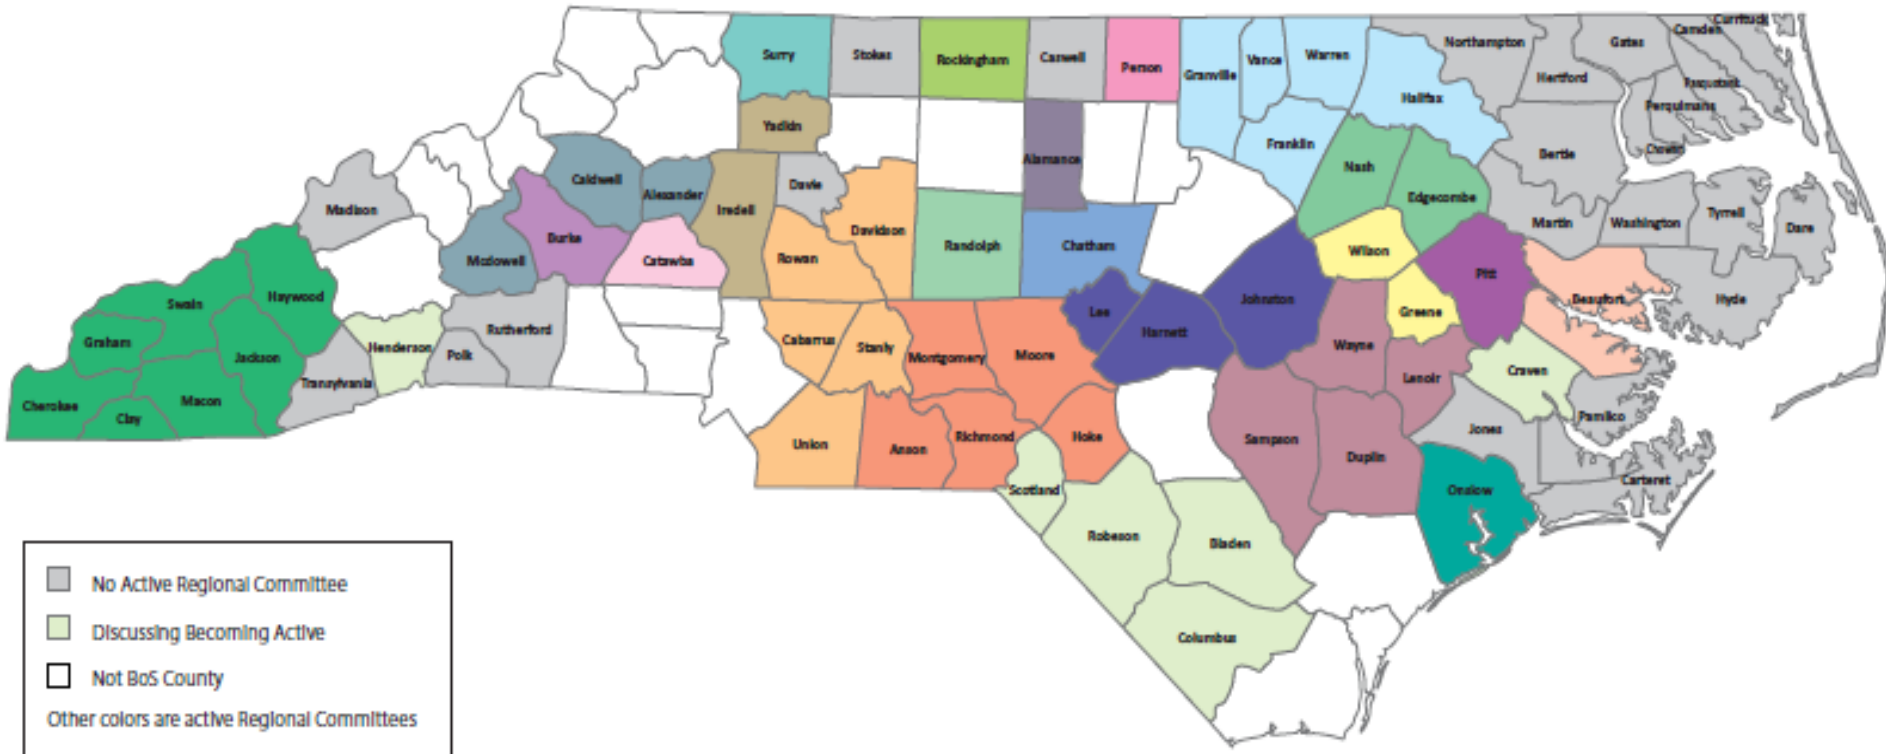 Currituck
Camden
Surry
Stokes
Rockingham
Caswell
Person
Granville
Vance
Warren
Northampton
Gates
Hertford
Pasquotank
Perquimans
Halifax
Chowan
Bertie
Yadkin
Franklin
Nash
Edgecombe
Alamance
Caldwell
Alexander
Iredell
Davie
Davidson
Madison
Burke
Mcdowell
Catawba
Rowan
Randolph
Chatham
Wilson
Martin
Washington
Tyrrell
Dare
Pitt
Haywood
Swain
Graham
Jackson
Rutherford
Henderson
Polk
Transylvania
Cherokee
Clay
Macon
Cabarrus
Stanly
Montgomery
Moore
Lee
Harnett
Johnston
Greene
Beaufort
Hyde
Wayne
Lenoir
Craven
Pamlico
Jones
Union
Anson
Richmond
Hoke
Sampson
Duplin
Onslow
Carteret
Scotland
Robeson
Bladen
Columbus
No Active Regional Committee
Discussing Becoming Active
Not BoS County
Other colors are active Regional Committees